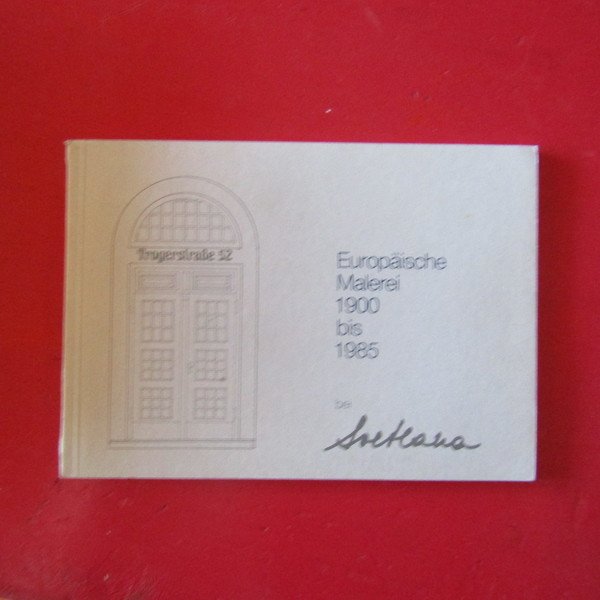 Trogerstraße 52
Europäische
Malerei
1900
bis
1985
bei
Svetlana